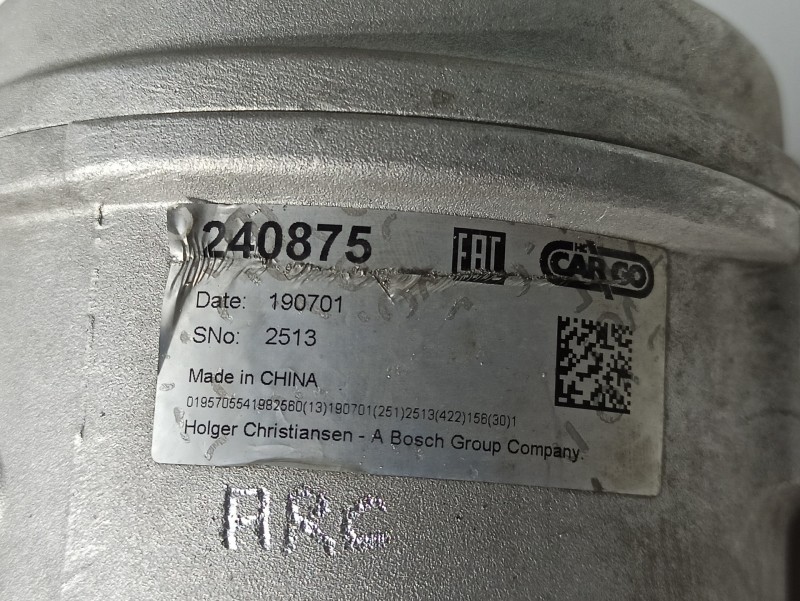 240875 EAC HC CARGO
Date: 190701
SNo: 2513
Made in CHINA
0195705541982560(13)190701(251)2513(422)156(30)1
Holger Christiansen - A Bosch Group Company.
ARC